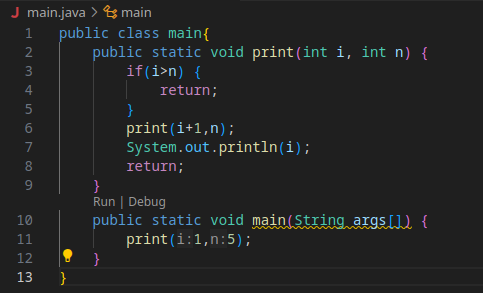 J main.java > main
1 public class main{
2     public static void print(int i, int n) {
3         if(i>n) {
4             return;
5         }
6         print(i+1,n);
7         System.out.println(i);
8         return;
9     }
Run | Debug
10     public static void main(String args[]) {
11         print(i:1,n:5);
12     }
13 }